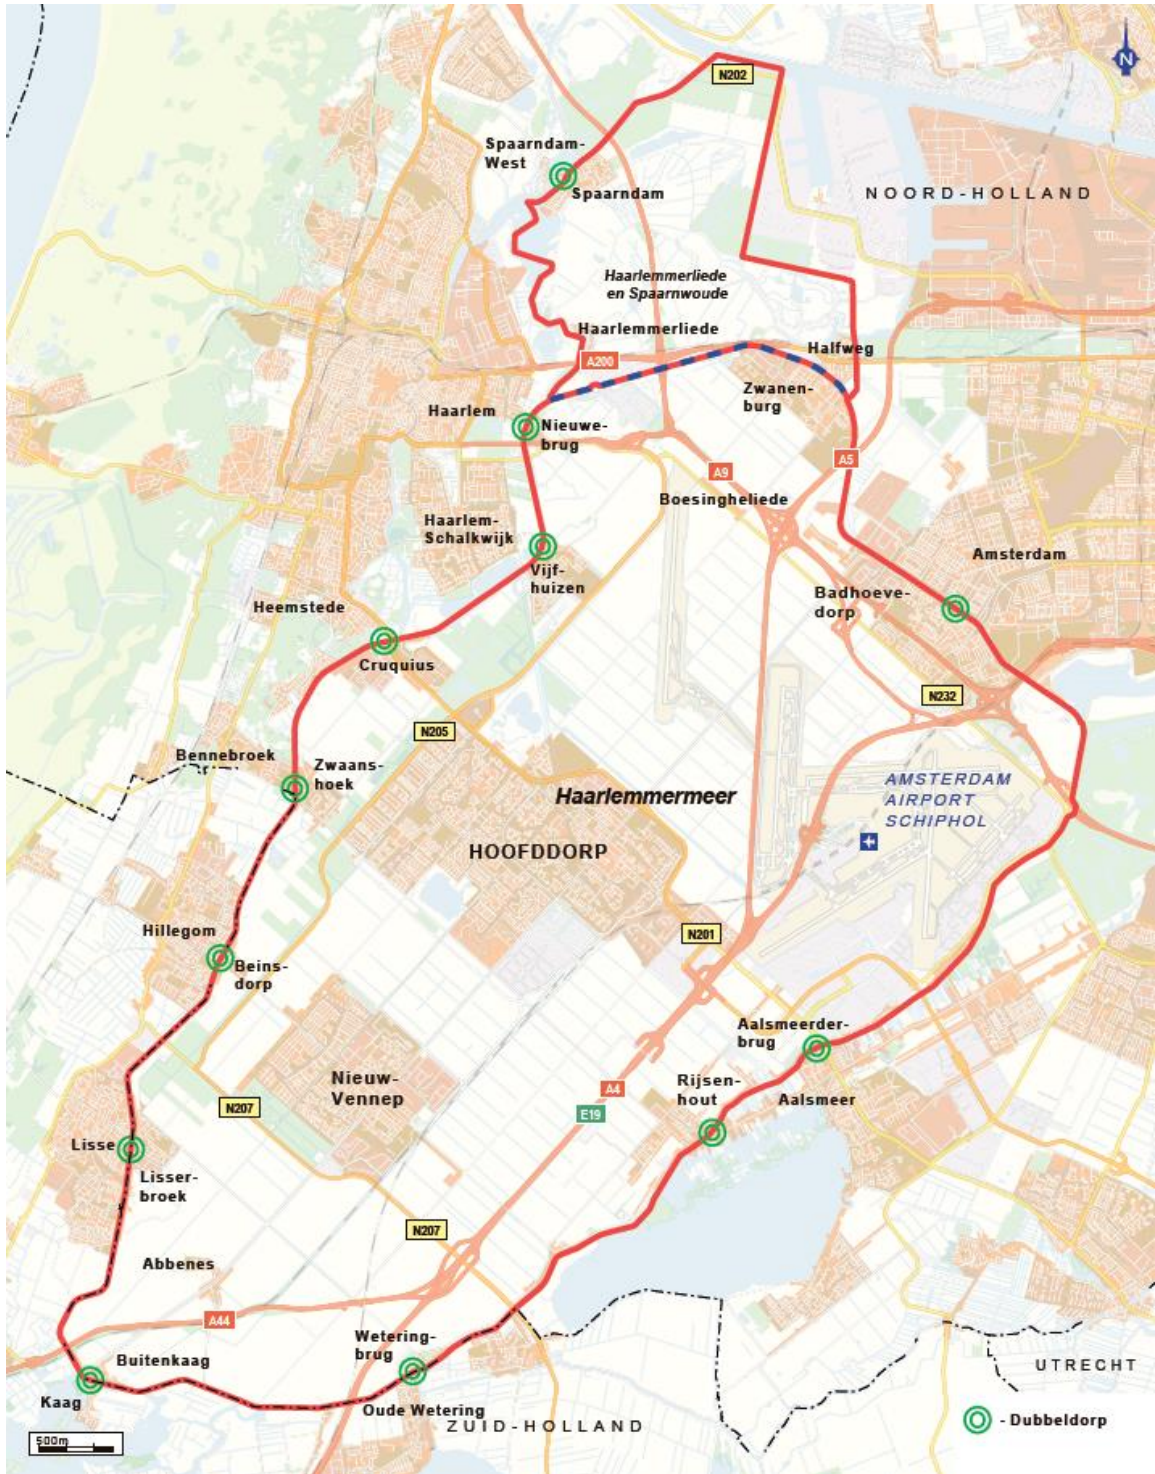 N
N202
Spaarndam-
West
Spaarndam
NOORD-HOLLAND
Haarlemmerliede
en Spaarnwoude
Haarlemmerliede
A200
Halfweg
Zwanen-
burg
Haarlem
Nieuwe-
brug
A9
A5
Boesingheliede
Haarlem-
Schalkwijk
Amsterdam
Vijf-
huizen
Badhoeve-
dorp
Heemstede
Cruquius
N232
N205
Bennebroek
Zwaans-
hoek
AMSTERDAM
AIRPORT
SCHIPHOL
Haarlemmermeer
HOOFDDORP
Hillegom
N201
Beins-
dorp
Aalsmeerder-
brug
Nieuw-
Vennep
Rijsen-
hout
A4
Aalsmeer
N207
E19
Lisse
Lisser-
broek
N207
Abbenes
A44
Wetering-
brug
Buitenkaag
UTRECHT
Kaag
Oude Wetering
ZUID-HOLLAND
- Dubbeldorp
500m